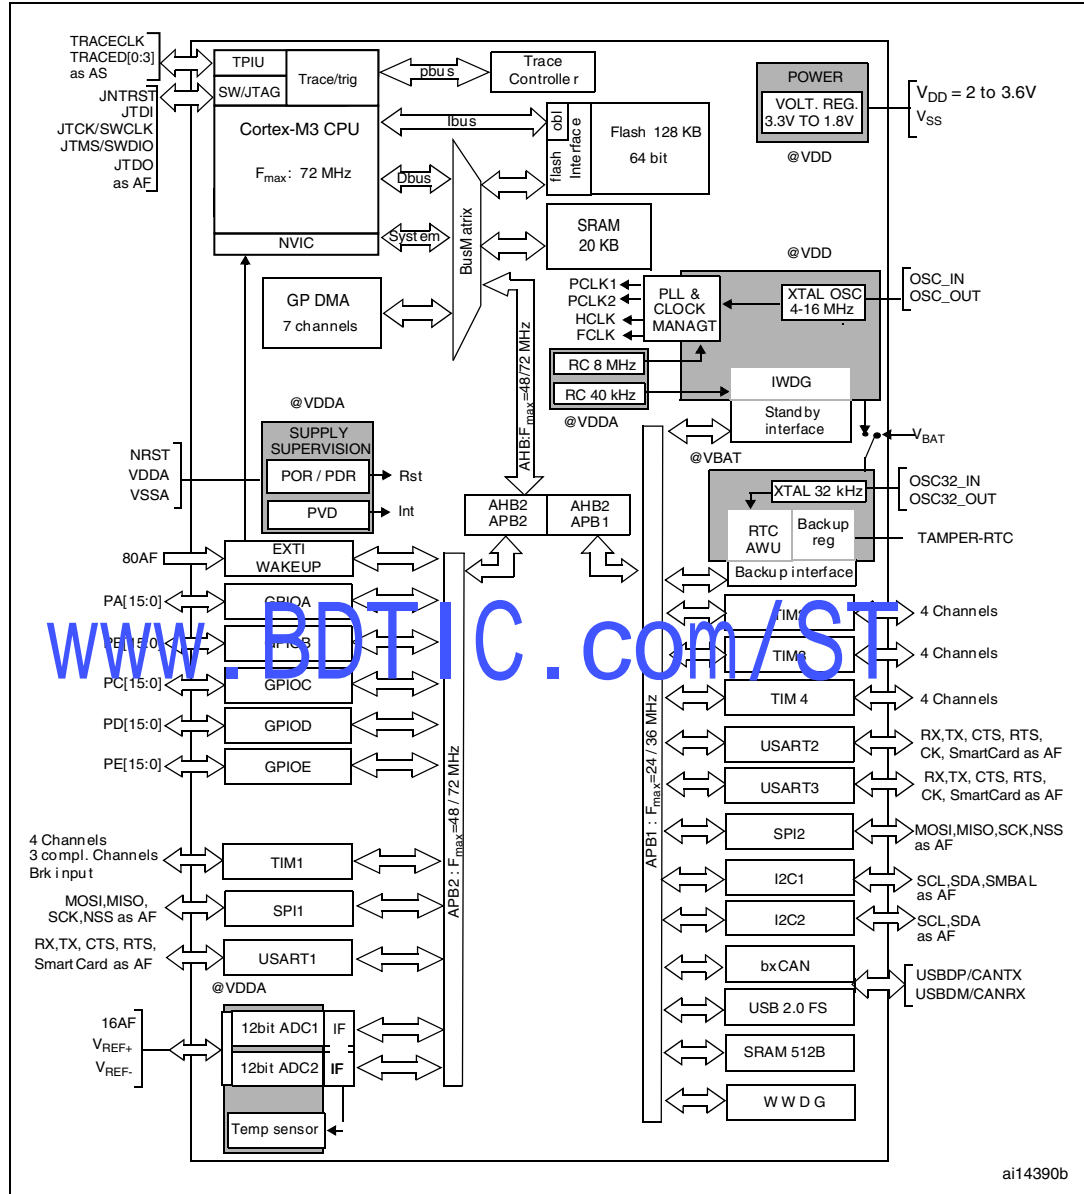 TRACECLK
TRACED[0:3]
as AS
JNTRST
JTDI
JTCK/SWCLK
JTMS/SWDIO
JTDO
as AF
TPIU
SW/JTAG
Trace/trig
Cortex-M3 CPU
Fmax: 72 MHz
NVIC
pbus
Trace
Controller
Ibus
Dbus
System
BusMatrix
flash obl
Interface
Flash 128 KB
64 bit
SRAM
20 KB
GP DMA
7 channels
POWER
VOLT. REG.
3.3V TO 1.8V
@VDD
VDD = 2 to 3.6V
VSS
@VDD
PCLK1
PCLK2
HCLK
FCLK
PLL &
CLOCK
MANAGT
XTAL OSC
4-16 MHz
OSC_IN
OSC_OUT
RC 8 MHz
RC 40 kHz
@VDDA
IWDG
Standby
interface
VBAT
@VBAT
XTAL 32 kHz
OSC32_IN
OSC32_OUT
RTC
AWU
Backup
reg
TAMPER-RTC
Backup interface
AHB:Fmax=48/72 MHz
@VDDA
SUPPLY
SUPERVISION
NRST
VDDA
VSSA
POR / PDR
Rst
PVD
Int
AHB2
APB2
AHB2
APB1
80AF
EXTI
WAKEUP
PA[15:0]
GPIOA
PB[15:0]
GPIOB
PC[15:0]
GPIOC
PD[15:0]
GPIOD
PE[15:0]
GPIOE
www.BDTIC.com/ST
4 Channels
3 compl. Channels
Brk input
TIM1
MOSI,MISO,
SCK,NSS as AF
SPI1
RX,TX, CTS, RTS,
SmartCard as AF
USART1
@VDDA
16AF
VREF+
VREF-
12bit ADC1
IF
12bit ADC2
IF
Temp sensor
APB2 : Fmax=48 / 72 MHz
APB1 : Fmax=24 / 36 MHz
TIM2
4 Channels
TIM3
4 Channels
TIM 4
4 Channels
USART2
RX,TX, CTS, RTS,
CK, SmartCard as AF
USART3
RX,TX, CTS, RTS,
CK, SmartCard as AF
SPI2
MOSI,MISO,SCK,NSS
as AF
I2C1
SCL,SDA,SMBAL
as AF
I2C2
SCL,SDA
as AF
bxCAN
USBDP/CANTX
USBDM/CANRX
USB 2.0 FS
SRAM 512B
WWDG
ai14390b